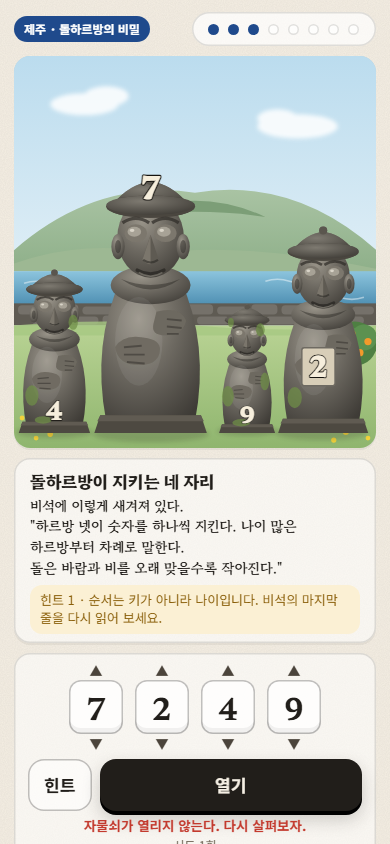 제주 · 돌하르방의 비밀
7
4
9
2
돌하르방이 지키는 네 자리
비석에 이렇게 새겨져 있다.
"하르방 넷이 숫자를 하나씩 지킨다. 나이 많은
하르방부터 차례로 말한다.
돌은 바람과 비를 오래 맞을수록 작아진다."
힌트 1 · 순서는 키가 아니라 나이입니다. 비석의 마지막
줄을 다시 읽어 보세요.
7 2 4 9
힌트
열기
자물쇠가 열리지 않는다. 다시 살펴보자.